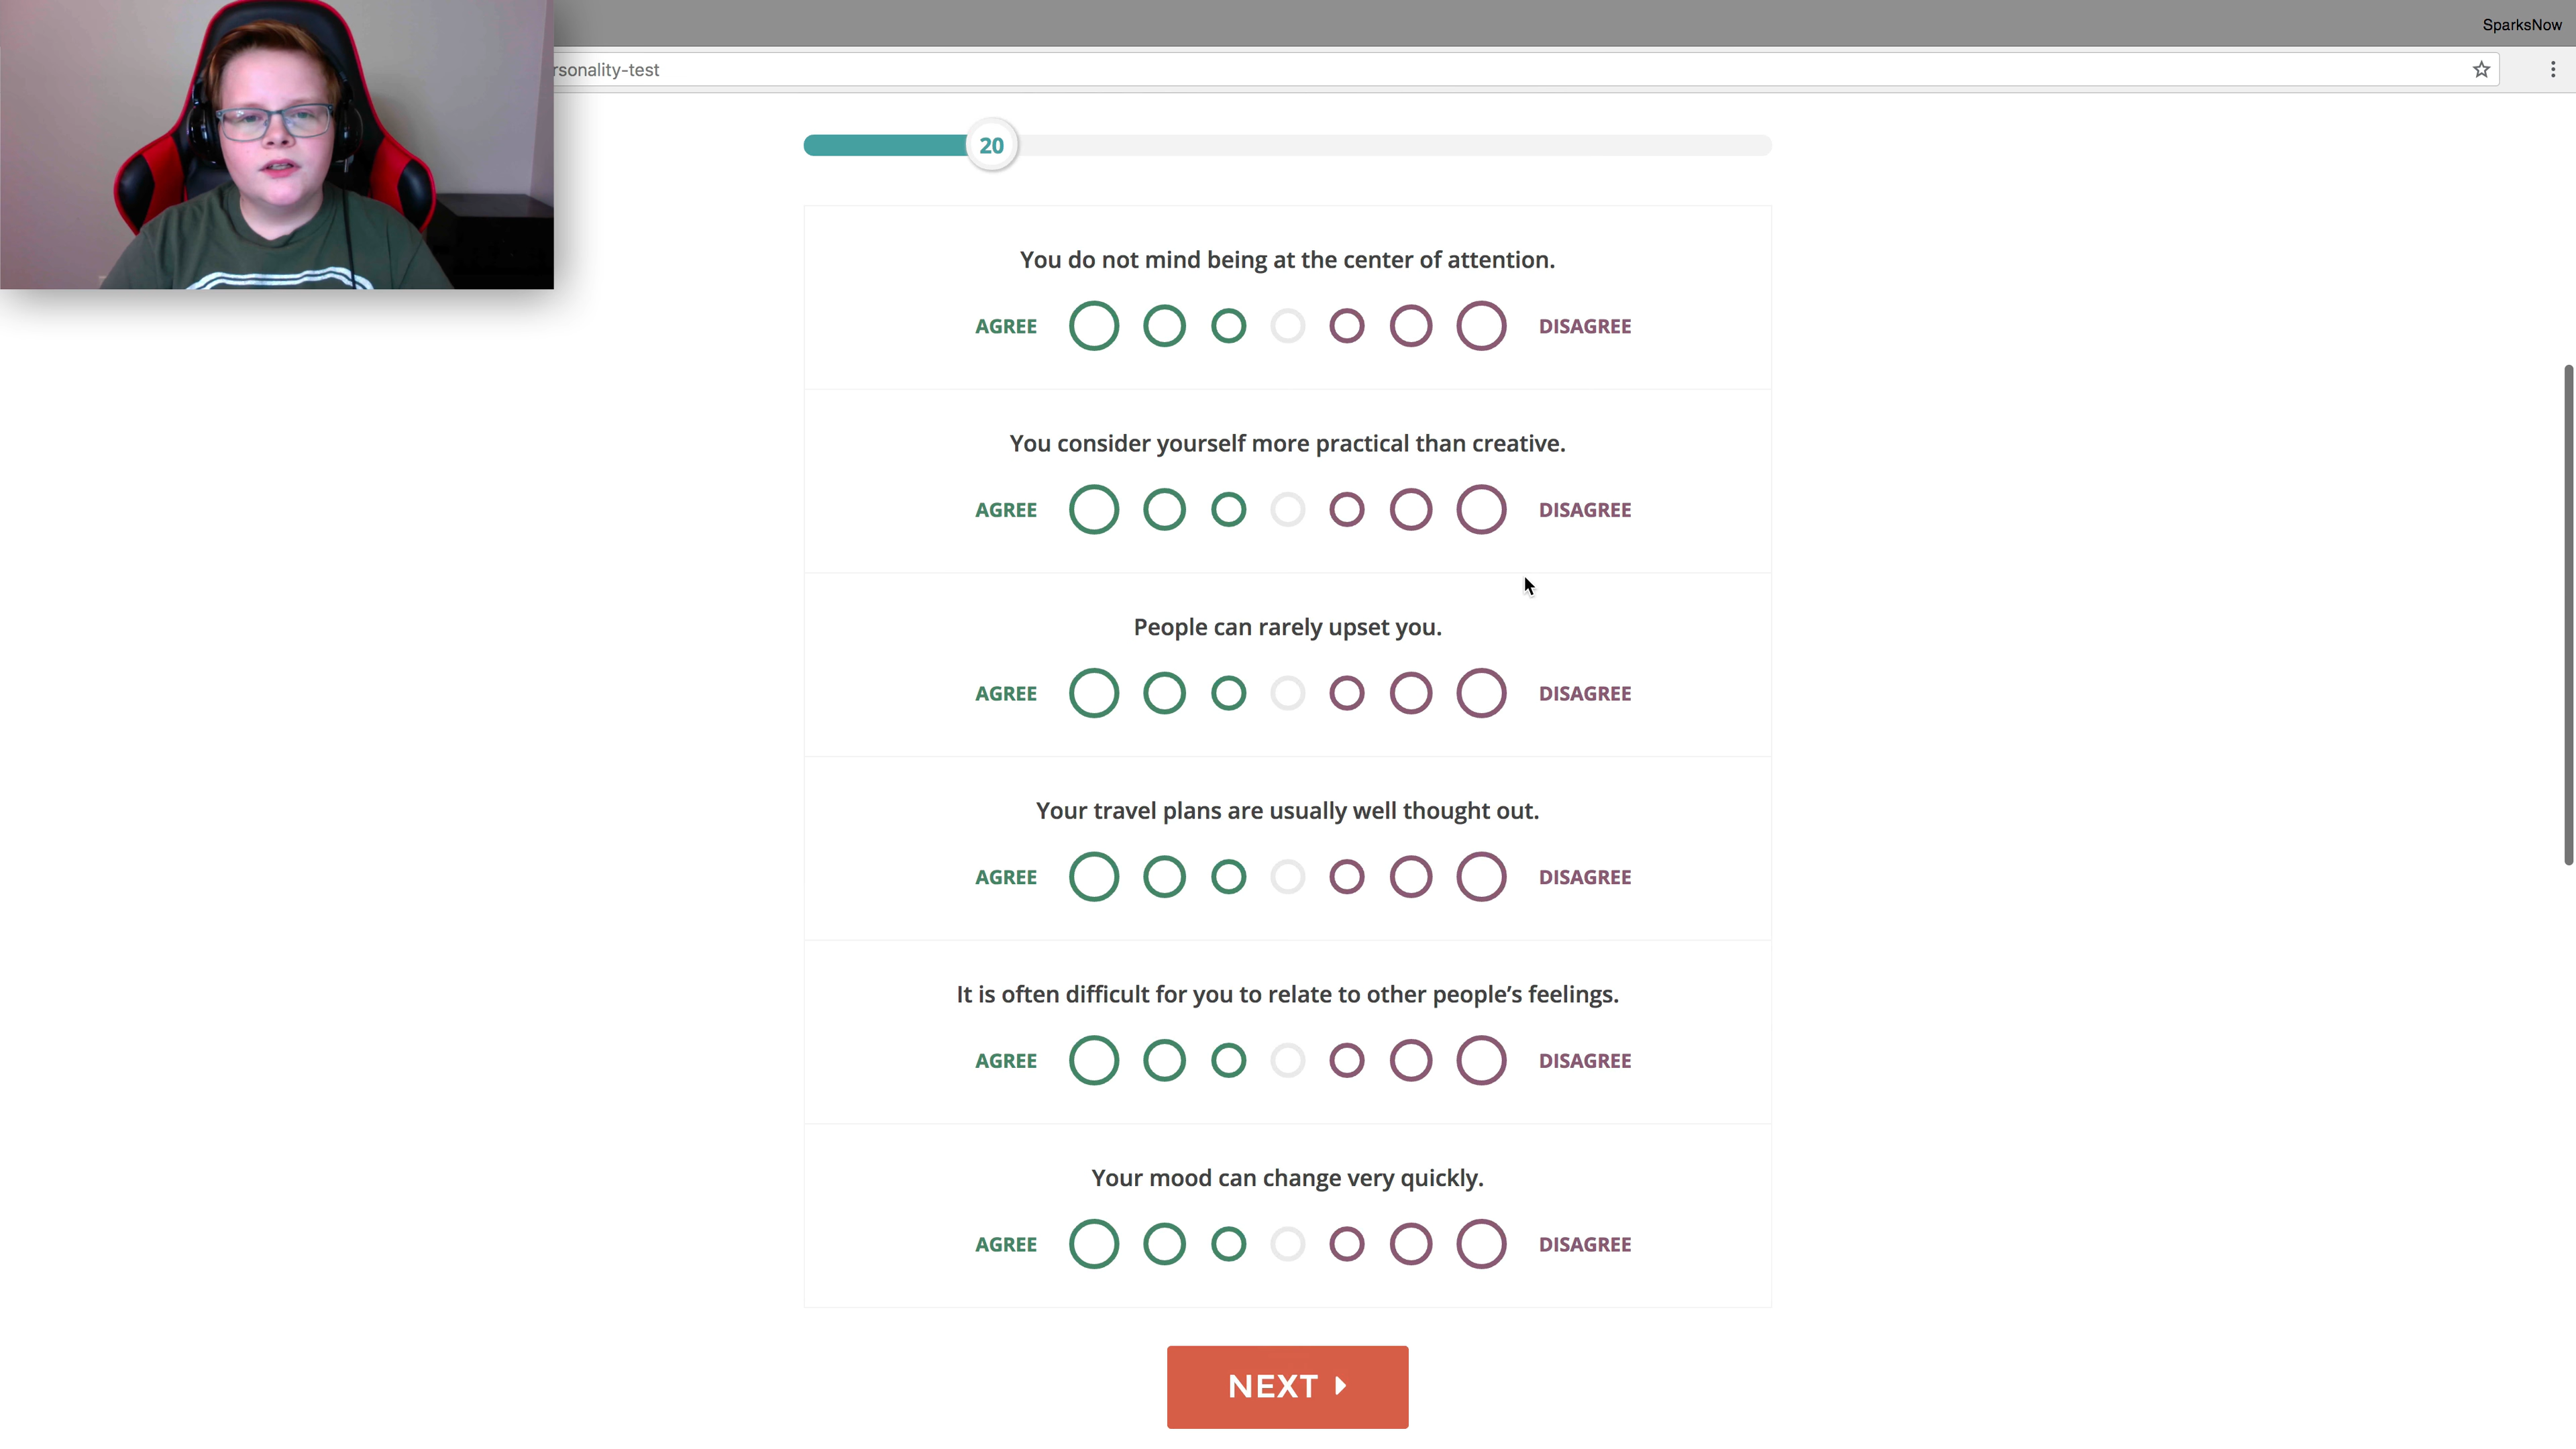 SparksNow
rsonality-test
20
You do not mind being at the center of attention.
AGREE DISAGREE
You consider yourself more practical than creative.
AGREE DISAGREE
People can rarely upset you.
AGREE DISAGREE
Your travel plans are usually well thought out.
AGREE DISAGREE
It is often difficult for you to relate to other people’s feelings.
AGREE DISAGREE
Your mood can change very quickly.
AGREE DISAGREE
NEXT